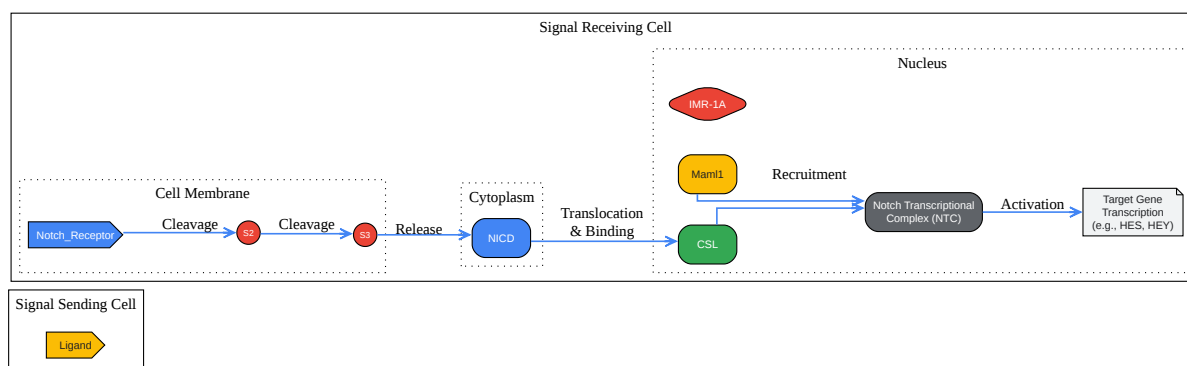 Signal Receiving Cell
Nucleus
IMR-1A
Maml1
Recruitment
Cell Membrane
Cytoplasm
Notch_Receptor
Cleavage
S2
Cleavage
S3
Release
NICD
Translocation
& Binding
CSL
Notch Transcriptional
Complex (NTC)
Activation
Target Gene
Transcription
(e.g., HES, HEY)
Signal Sending Cell
Ligand